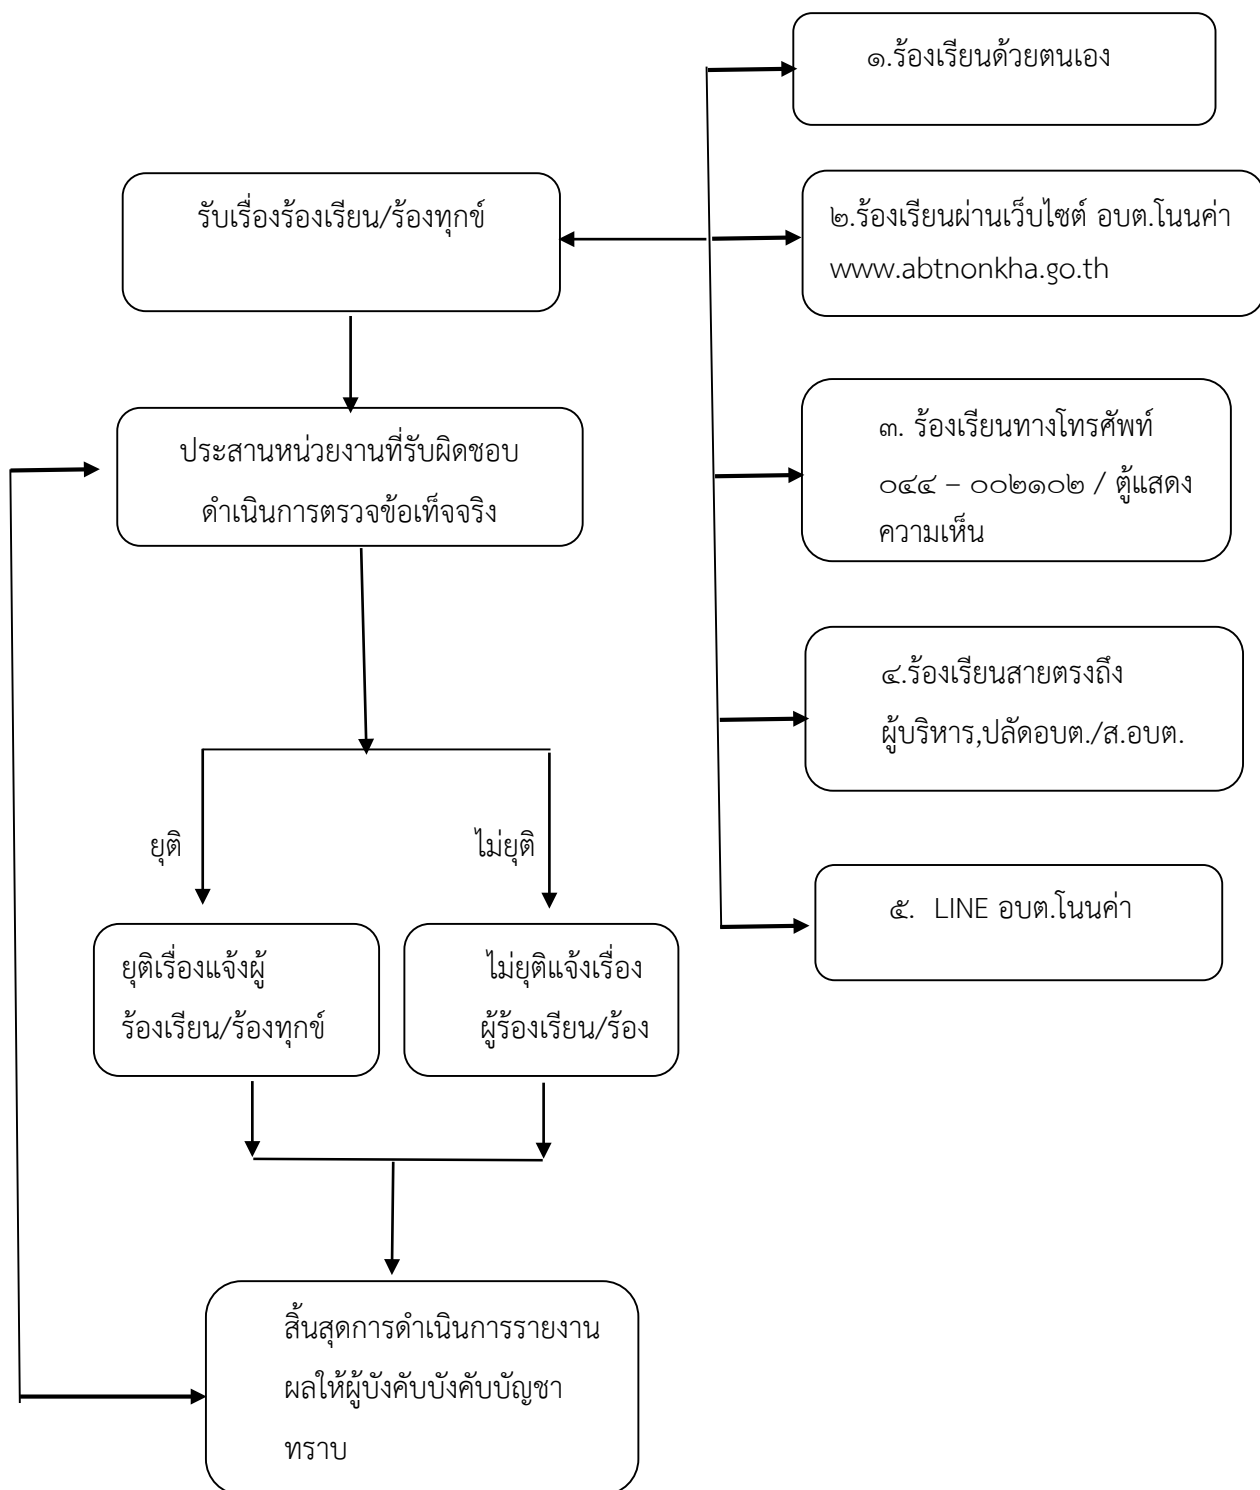 ๑.ร้องเรียนด้วยตนเอง
รับเรื่องร้องเรียน/ร้องทุกข์
๒.ร้องเรียนผ่านเว็บไซต์ อบต.โนนค่า
www.abtnonkha.go.th
๓. ร้องเรียนทางโทรศัพท์
๐๔๔ – ๐๐๒๑๐๒ / ตู้แสดง
ความเห็น
ประสานหน่วยงานที่รับผิดชอบ
ดำเนินการตรวจข้อเท็จจริง
๔.ร้องเรียนสายตรงถึง
ผู้บริหาร,ปลัดอบต./ส.อบต.
ยุติ
ไม่ยุติ
๕. LINE อบต.โนนค่า
ยุติเรื่องแจ้งผู้
ร้องเรียน/ร้องทุกข์
ไม่ยุติแจ้งเรื่อง
ผู้ร้องเรียน/ร้อง
สิ้นสุดการดำเนินการรายงาน
ผลให้ผู้บังคับบังคับบัญชา
ทราบ